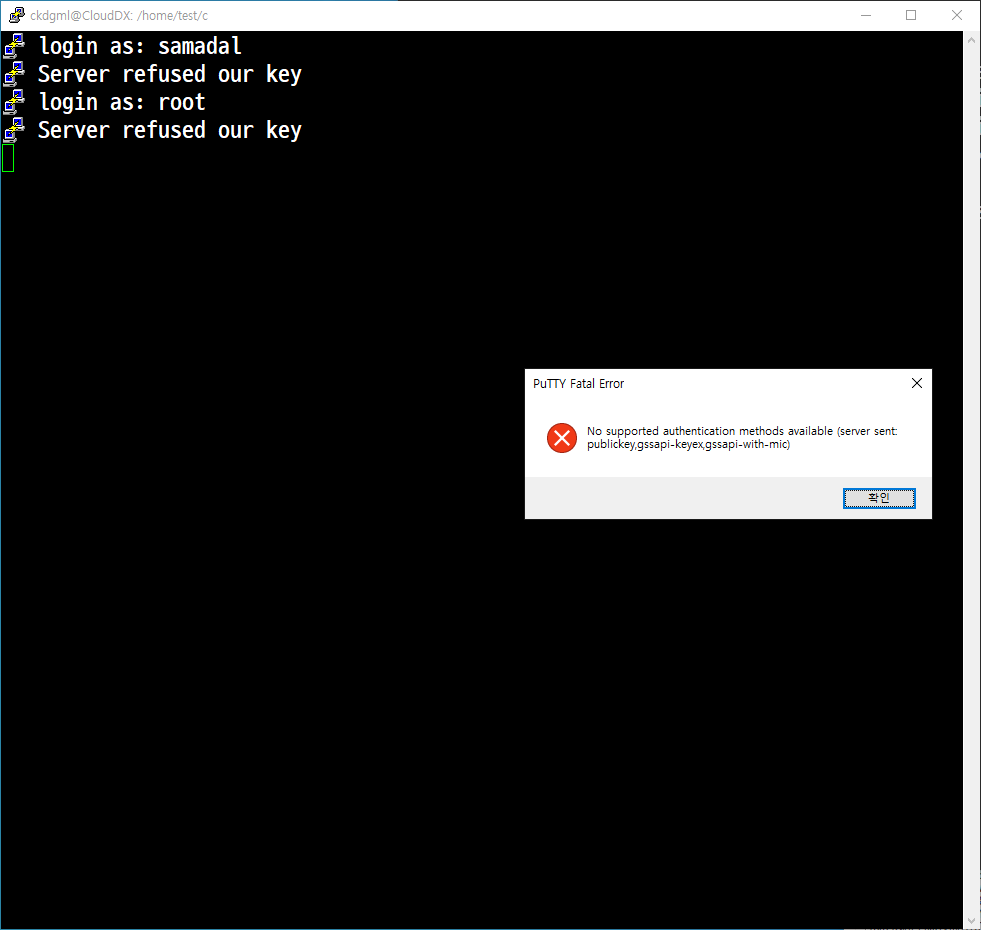 ckdgml@CloudDX: /home/test/c
login as: samadal
Server refused our key
login as: root
Server refused our key
PuTTY Fatal Error
No supported authentication methods available (server sent:
publickey,gssapi-keyex,gssapi-with-mic)
확인